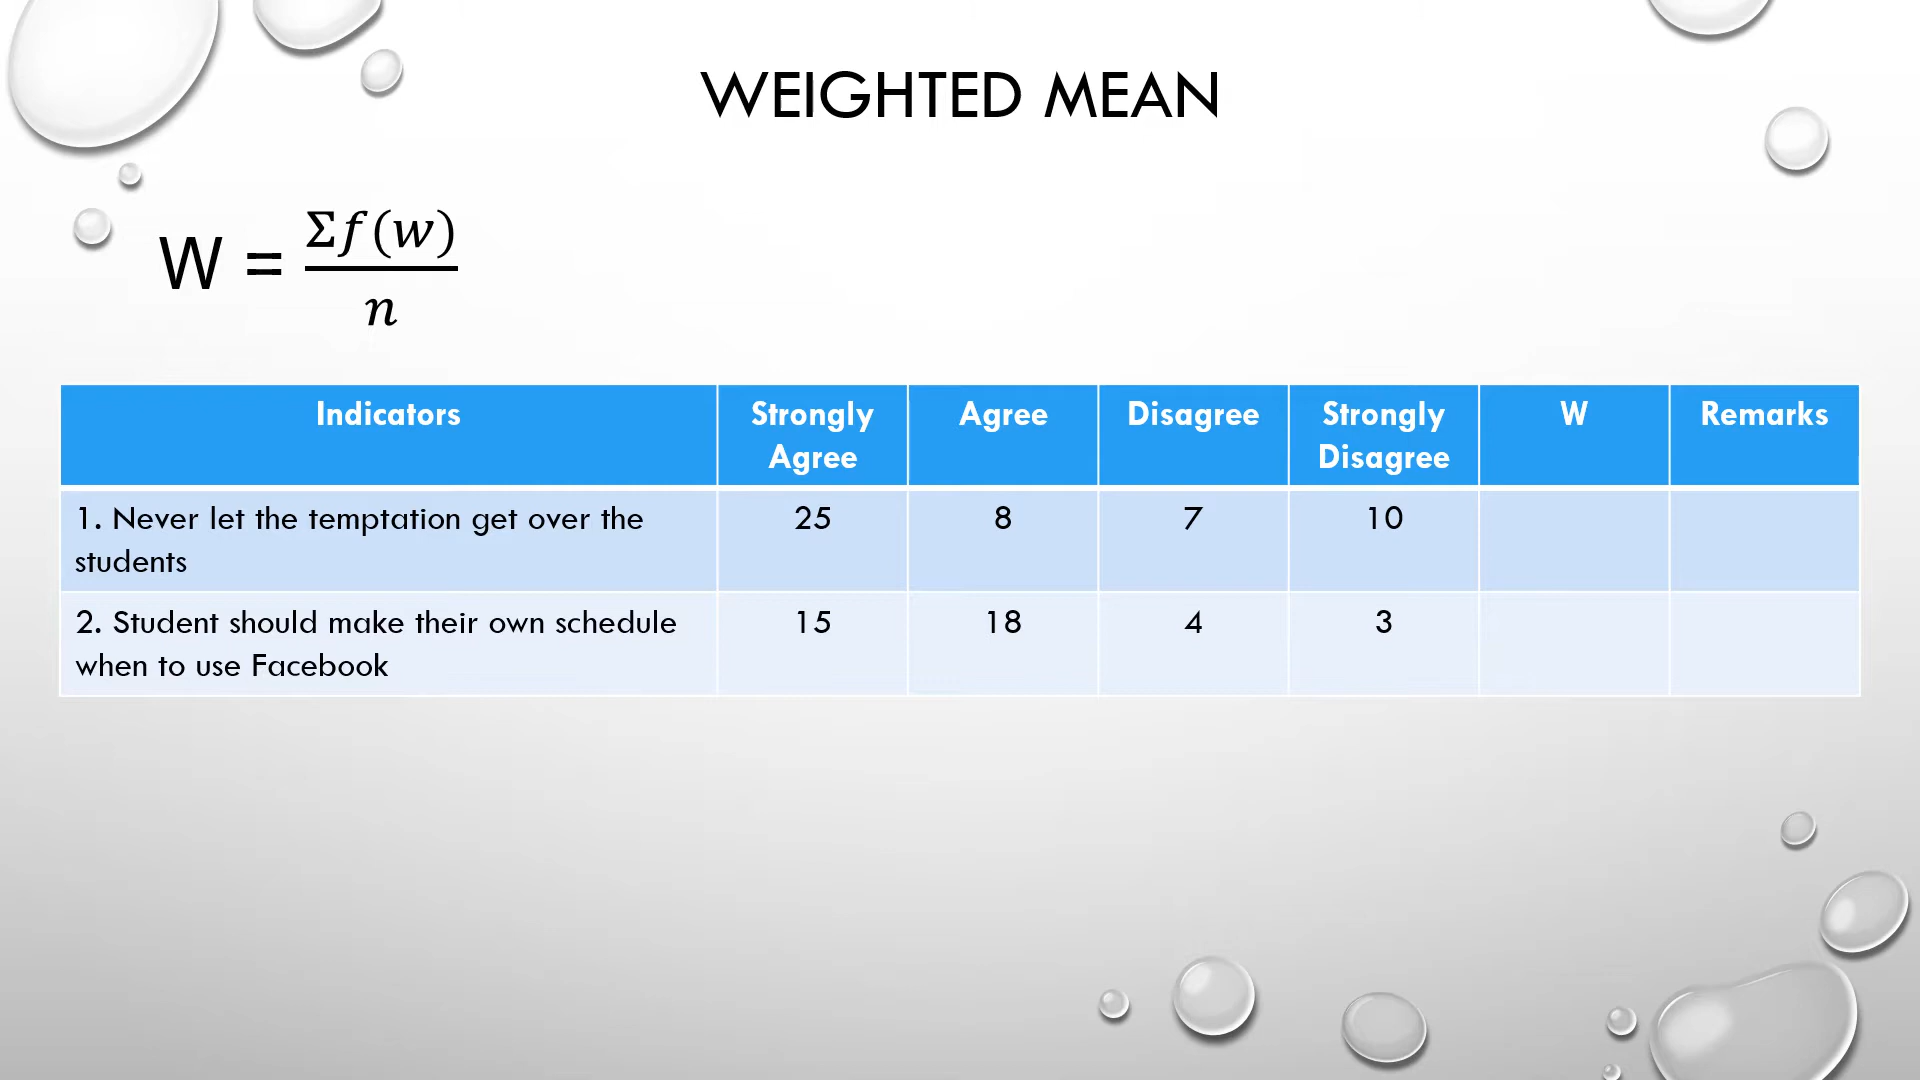 WEIGHTED MEAN
W = Σf(w)/n
Indicators Strongly Agree Agree Disagree Strongly Disagree W Remarks
1. Never let the temptation get over the
students 25 8 7 10
2. Student should make their own schedule
when to use Facebook 15 18 4 3